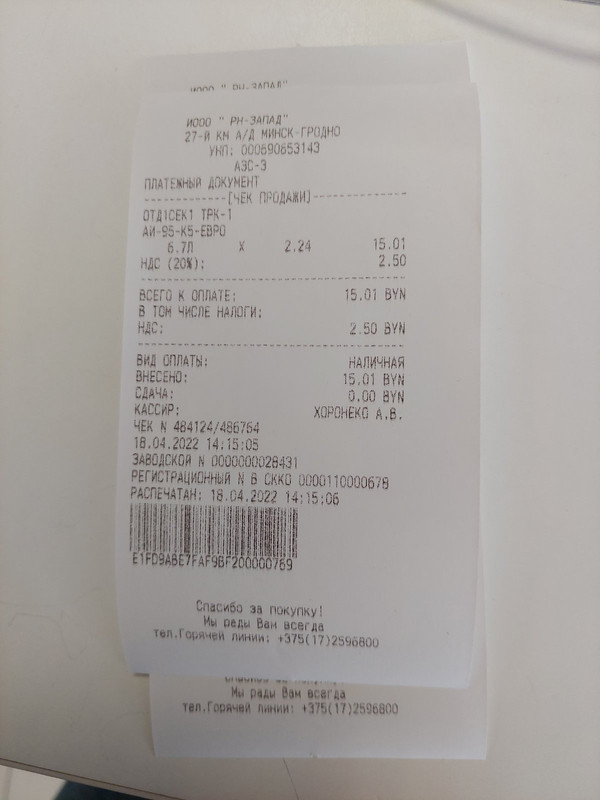 ИООО " РН-ЗАПАД"
ИООО " РН-ЗАПАД"
27-Й КМ А/Д МИНСК-ГРОДНО
УНП: 000690653143
АЗС-3
ПЛАТЕЖНЫЙ ДОКУМЕНТ
------------[ЧЕК ПРОДАЖИ]--------------
ОТД1СЕК1 ТРК-1
АИ-95-К5-ЕВРО
6.7Л X 2.24 15.01
НДС (20%): 2.50
----------------------------------------
ВСЕГО К ОПЛАТЕ: 15.01 BYN
В ТОМ ЧИСЛЕ НАЛОГИ:
НДС: 2.50 BYN
----------------------------------------
ВИД ОПЛАТЫ: НАЛИЧНАЯ
ВНЕСЕНО: 15.01 BYN
СДАЧА: 0.00 BYN
КАССИР: ХОРОНЕКО А.В.
ЧЕК N 484124/486764
18.04.2022 14:15:05
ЗАВОДСКОЙ N 0000000028431
РЕГИСТРАЦИОННЫЙ N В СККО 0000110000678
РАСПЕЧАТАН: 18.04.2022 14:15:06
E1FD9ABE7FAF9BF200000769
Спасибо за покупку!
Мы рады Вам всегда
тел.Горячей линии: +375(17)2596800
Спасибо за покупку!
Мы рады Вам всегда
тел.Горячей линии: +375(17)2596800